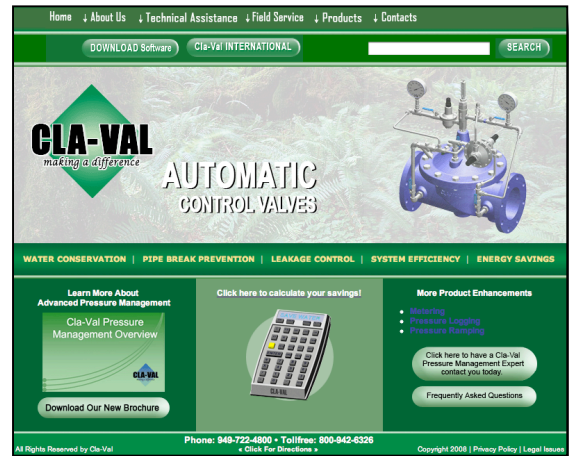 Home ↓ About Us ↓ Technical Assistance ↓ Field Service ↓ Products ↓ Contacts
DOWNLOAD Software Cla-Val INTERNATIONAL SEARCH
CLA-VAL
making a difference
AUTOMATIC
CONTROL VALVES
WATER CONSERVATION | PIPE BREAK PREVENTION | LEAKAGE CONTROL | SYSTEM EFFICIENCY | ENERGY SAVINGS
Learn More About
Advanced Pressure Management
Cla-Val Pressure
Management Overview
CLA-VAL
Download Our New Brochure
Click here to calculate your savings!
CLA-VAL
More Product Enhancements
• Metering
• Pressure Logging
• Pressure Ramping
Click here to have a Cla-Val
Pressure Management Expert
contact you today.
Frequently Asked Questions
Phone: 949-722-4800 • Tollfree: 800-942-6326
All Rights Reserved by Cla-Val « Click For Directions » Copyright 2008 | Privacy Policy | Legal Issues